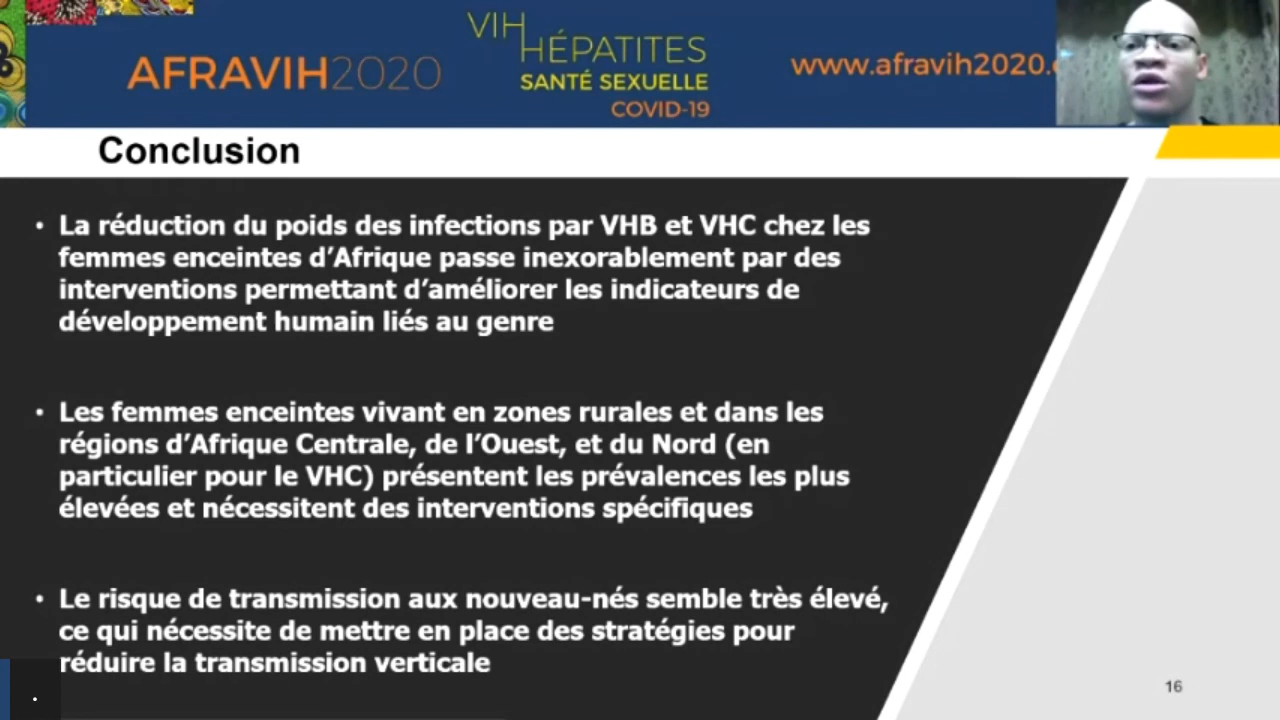 AFRAVIH2020
VIH
HÉPATITES
SANTÉ SEXUELLE
COVID-19
www.afravih2020.
Conclusion
• La réduction du poids des infections par VHB et VHC chez les
femmes enceintes d’Afrique passe inexorablement par des
interventions permettant d’améliorer les indicateurs de
développement humain liés au genre
• Les femmes enceintes vivant en zones rurales et dans les
régions d’Afrique Centrale, de l’Ouest, et du Nord (en
particulier pour le VHC) présentent les prévalences les plus
élevées et nécessitent des interventions spécifiques
• Le risque de transmission aux nouveau-nés semble très élevé,
ce qui nécessite de mettre en place des stratégies pour
réduire la transmission verticale
16